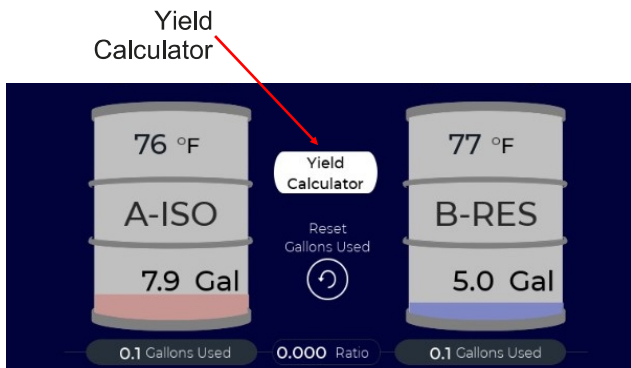 Yield
Calculator
76 °F
A-ISO
7.9 Gal
Yield
Calculator
Reset
Gallons Used
77 °F
B-RES
5.0 Gal
0.1 Gallons Used
0.000 Ratio
0.1 Gallons Used